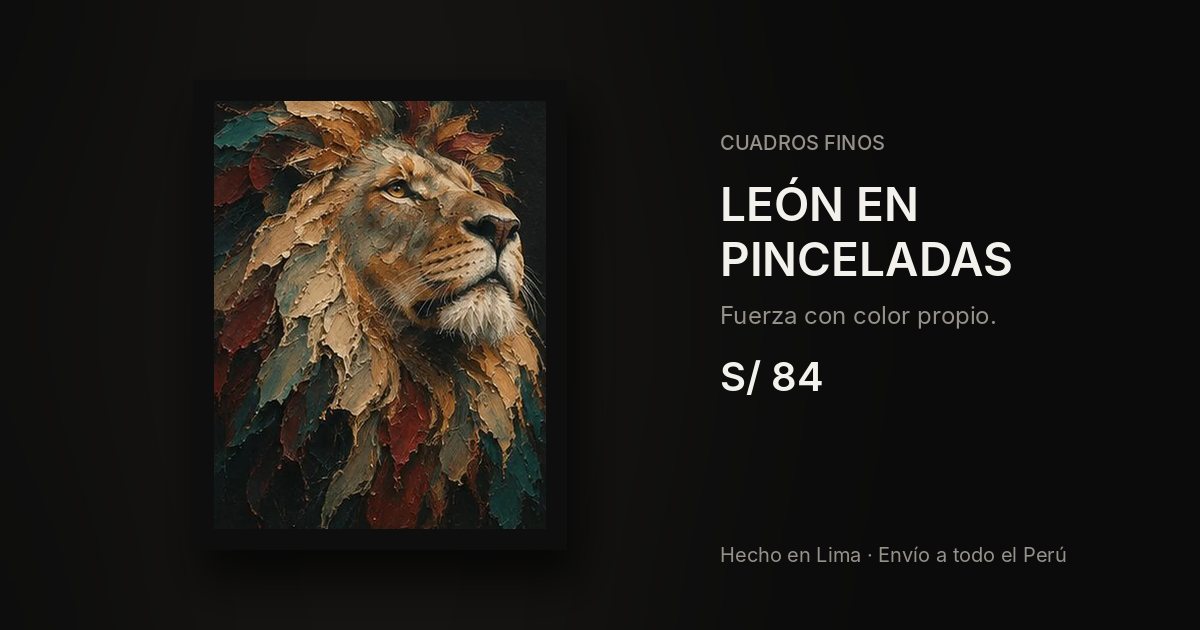 CUADROS FINOS
LEÓN EN
PINCELADAS
Fuerza con color propio.
S/ 84
Hecho en Lima · Envío a todo el Perú